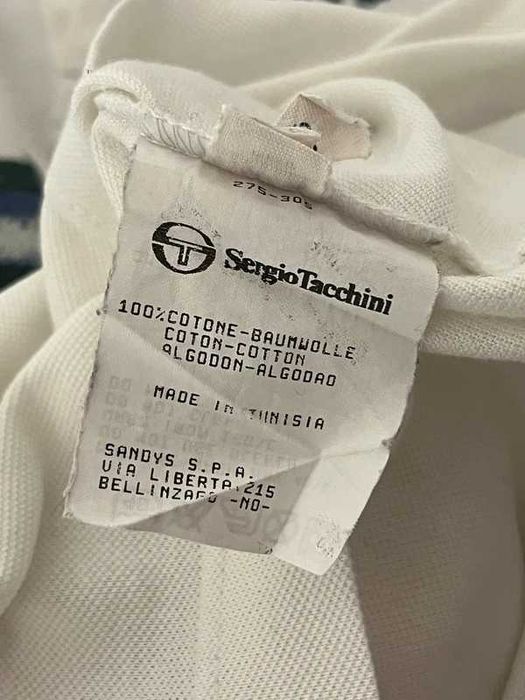 275-305
SergioTacchini
100%COTONE-BAUMWOLLE
COTON-COTTON
ALGODON-ALGODAO
MADE IN TUNISIA
SANDYS S.P.A.
VIA LIBERTA 215
BELLINZAGO -NO-